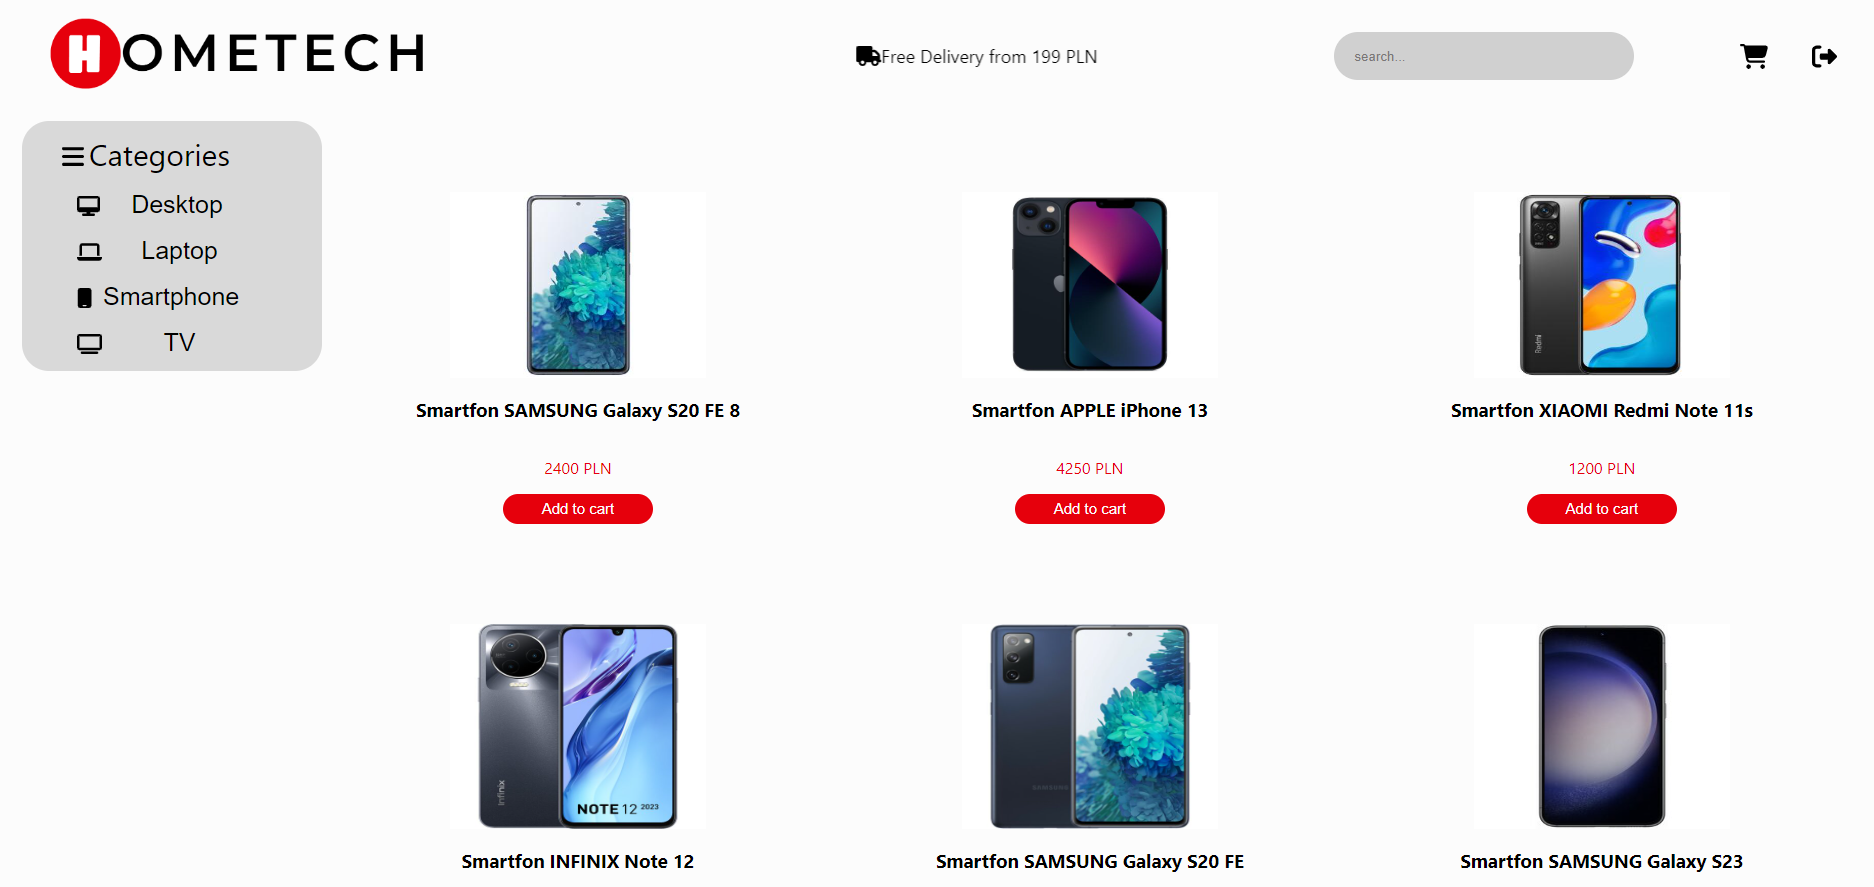 HOMETECH
Free Delivery from 199 PLN
search...
Categories
Desktop
Laptop
Smartphone
TV
Redmi
Smartfon SAMSUNG Galaxy S20 FE 8
Smartfon APPLE iPhone 13
Smartfon XIAOMI Redmi Note 11s
2400 PLN
4250 PLN
1200 PLN
Add to cart
Add to cart
Add to cart
Infinix
NOTE 12 2023
SAMSUNG
Smartfon INFINIX Note 12
Smartfon SAMSUNG Galaxy S20 FE
Smartfon SAMSUNG Galaxy S23